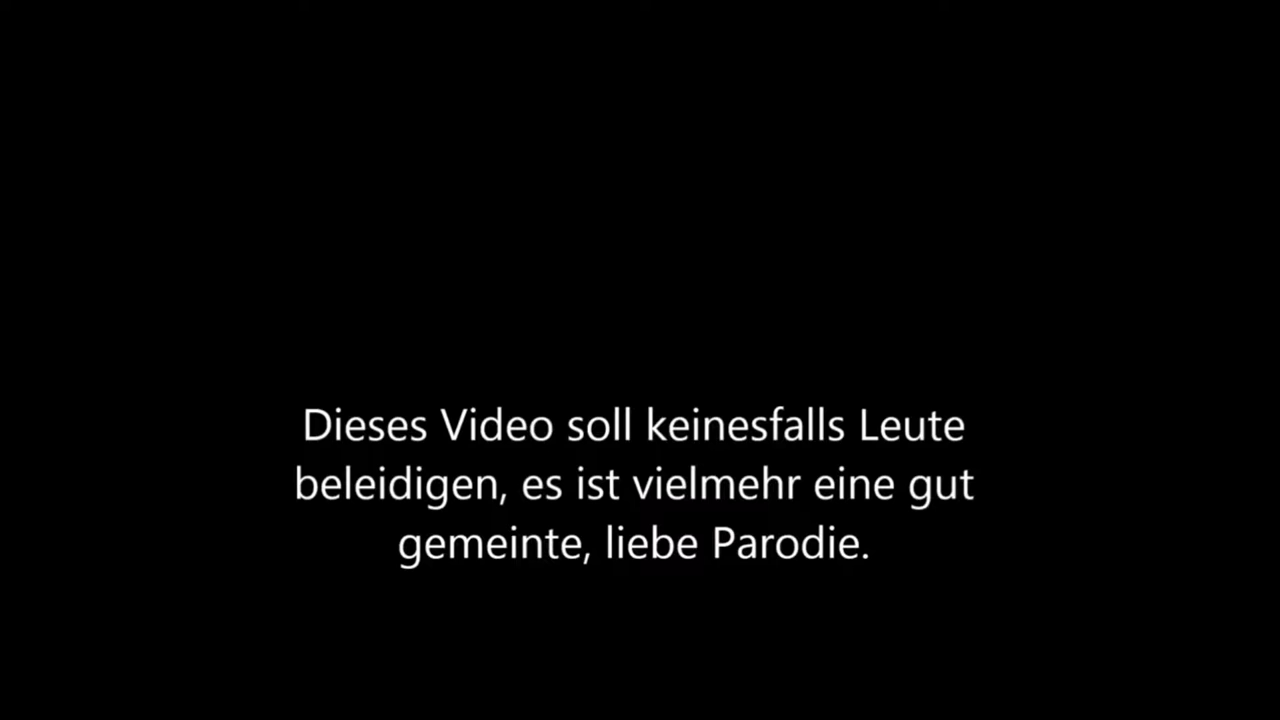 Dieses Video soll keinesfalls Leute
beleidigen, es ist vielmehr eine gut
gemeinte, liebe Parodie.